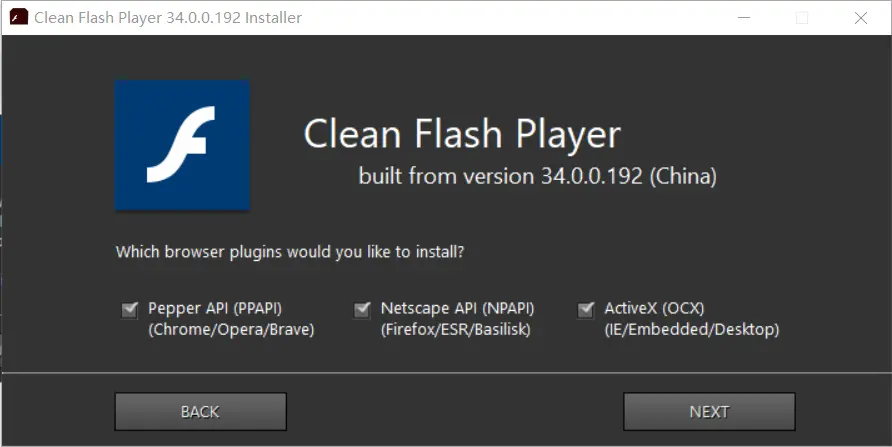 Clean Flash Player 34.0.0.192 Installer
Clean Flash Player
built from version 34.0.0.192 (China)
Which browser plugins would you like to install?
Pepper API (PPAPI)
(Chrome/Opera/Brave)
Netscape API (NPAPI)
(Firefox/ESR/Basilisk)
ActiveX (OCX)
(IE/Embedded/Desktop)
BACK
NEXT